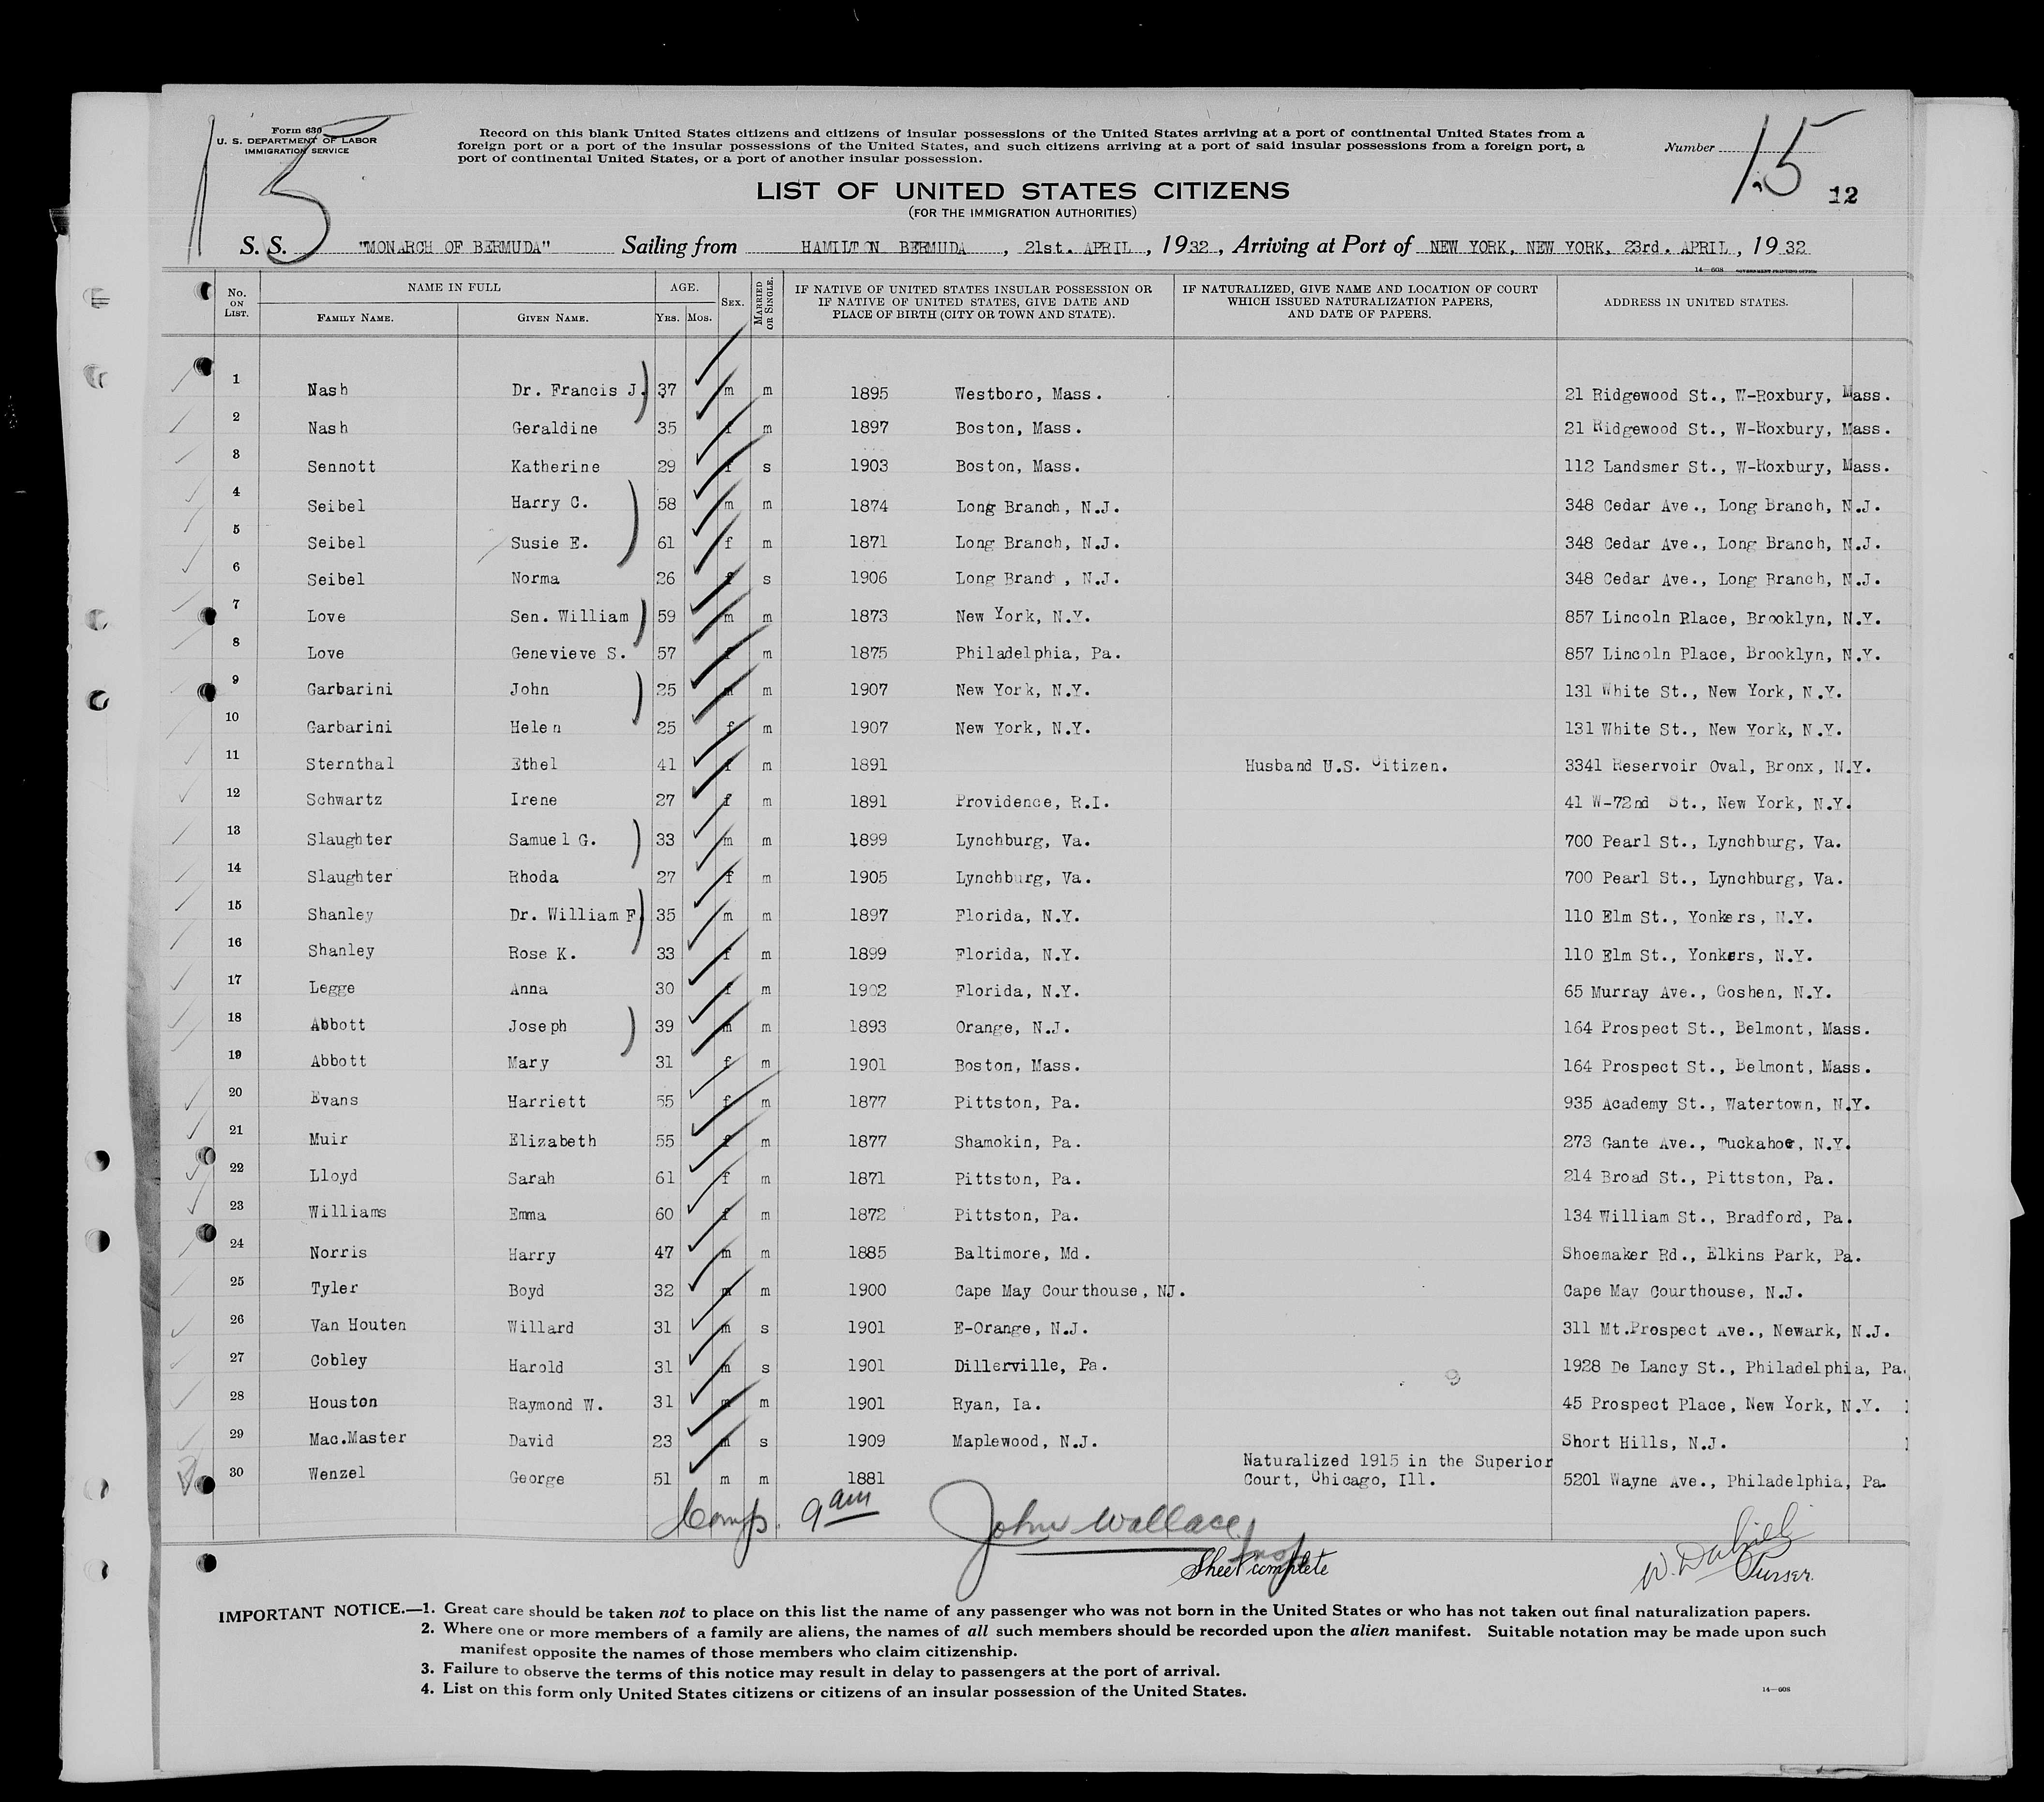 Form 630
U. S. DEPARTMENT OF LABOR
IMMIGRATION SERVICE
15
Record on this blank United States citizens and citizens of insular possessions of the United States arriving at a port of continental United States from a
foreign port or a port of the insular possessions of the United States, and such citizens arriving at a port of said insular possessions from a foreign port, a
port of continental United States, or a port of another insular possession.
Number 15
12
LIST OF UNITED STATES CITIZENS
(FOR THE IMMIGRATION AUTHORITIES)
S. S. "MONARCH OF BERMUDA" Sailing from HAMILTON BERMUDA, 21st. APRIL, 1932, Arriving at Port of NEW YORK, NEW YORK, 23rd. APRIL, 1932
14—608 GOVERNMENT PRINTING OFFICE
No. ON LIST. NAME IN FULL FAMILY NAME. GIVEN NAME. AGE. YRS. MOS. SEX. MARRIED OR SINGLE. IF NATIVE OF UNITED STATES INSULAR POSSESSION OR IF NATIVE OF UNITED STATES, GIVE DATE AND PLACE OF BIRTH (CITY OR TOWN AND STATE). IF NATURALIZED, GIVE NAME AND LOCATION OF COURT WHICH ISSUED NATURALIZATION PAPERS, AND DATE OF PAPERS. ADDRESS IN UNITED STATES.
1 Nash Dr. Francis J. 37 m m 1895 Westboro, Mass. 21 Ridgewood St., W-Roxbury, Mass.
2 Nash Geraldine 35 f m 1897 Boston, Mass. 21 Ridgewood St., W-Roxbury, Mass.
3 Sennott Katherine 29 f s 1903 Boston, Mass. 112 Landsmer St., W-Roxbury, Mass.
4 Seibel Harry C. 58 m m 1874 Long Branch, N.J. 348 Cedar Ave., Long Branch, N.J.
5 Seibel Susie E. 61 f m 1871 Long Branch, N.J. 348 Cedar Ave., Long Branch, N.J.
6 Seibel Norma 26 f s 1906 Long Branch, N.J. 348 Cedar Ave., Long Branch, N.J.
7 Love Sen. William 59 m m 1873 New York, N.Y. 857 Lincoln Place, Brooklyn, N.Y.
8 Love Genevieve S. 57 f m 1875 Philadelphia, Pa. 857 Lincoln Place, Brooklyn, N.Y.
9 Garbarini John 25 m m 1907 New York, N.Y. 131 White St., New York, N.Y.
10 Garbarini Helen 25 f m 1907 New York, N.Y. 131 White St., New York, N.Y.
11 Sternthal Ethel 41 f m 1891 Husband U.S. Citizen. 3341 Reservoir Oval, Bronx, N.Y.
12 Schwartz Irene 27 f m 1891 Providence, R.I. 41 W-72nd St., New York, N.Y.
13 Slaughter Samuel G. 33 m m 1899 Lynchburg, Va. 700 Pearl St., Lynchburg, Va.
14 Slaughter Rhoda 27 f m 1905 Lynchburg, Va. 700 Pearl St., Lynchburg, Va.
15 Shanley Dr. William F. 35 m m 1897 Florida, N.Y. 110 Elm St., Yonkers, N.Y.
16 Shanley Rose K. 33 f m 1899 Florida, N.Y. 110 Elm St., Yonkers, N.Y.
17 Legge Anna 30 f m 1902 Florida, N.Y. 65 Murray Ave., Goshen, N.Y.
18 Abbott Joseph 39 m m 1893 Orange, N.J. 164 Prospect St., Belmont, Mass.
19 Abbott Mary 31 f m 1901 Boston, Mass. 164 Prospect St., Belmont, Mass.
20 Evans Harriett 55 f m 1877 Pittston, Pa. 935 Academy St., Watertown, N.Y.
21 Muir Elizabeth 55 f m 1877 Shamokin, Pa. 273 Gante Ave., Tuckahoe, N.Y.
22 Lloyd Sarah 61 f m 1871 Pittston, Pa. 214 Broad St., Pittston, Pa.
23 Williams Emma 60 f m 1872 Pittston, Pa. 134 William St., Bradford, Pa.
24 Norris Harry 47 m m 1885 Baltimore, Md. Shoemaker Rd., Elkins Park, Pa.
25 Tyler Boyd 32 m m 1900 Cape May Courthouse, NJ. Cape May Courthouse, N.J.
26 Van Houten Willard 31 m s 1901 E-Orange, N.J. 311 Mt.Prospect Ave., Newark, N.J.
27 Cobley Harold 31 m s 1901 Dillerville, Pa. 1928 De Lancy St., Philadelphia, Pa.
28 Houston Raymond W. 31 m m 1901 Ryan, Ia. 45 Prospect Place, New York, N.Y.
29 Mac.Master David 23 m s 1909 Maplewood, N.J. Short Hills, N.J.
30 Wenzel George 51 m m 1881 Naturalized 1915 in the Superior Court, Chicago, Ill. 5201 Wayne Ave., Philadelphia, Pa.
Comp. 9 am John Wallace Insp
Sheet complete
Purser.
IMPORTANT NOTICE.—1. Great care should be taken not to place on this list the name of any passenger who was not born in the United States or who has not taken out final naturalization papers.
2. Where one or more members of a family are aliens, the names of all such members should be recorded upon the alien manifest. Suitable notation may be made upon such
manifest opposite the names of those members who claim citizenship.
3. Failure to observe the terms of this notice may result in delay to passengers at the port of arrival.
4. List on this form only United States citizens or citizens of an insular possession of the United States.
14—608